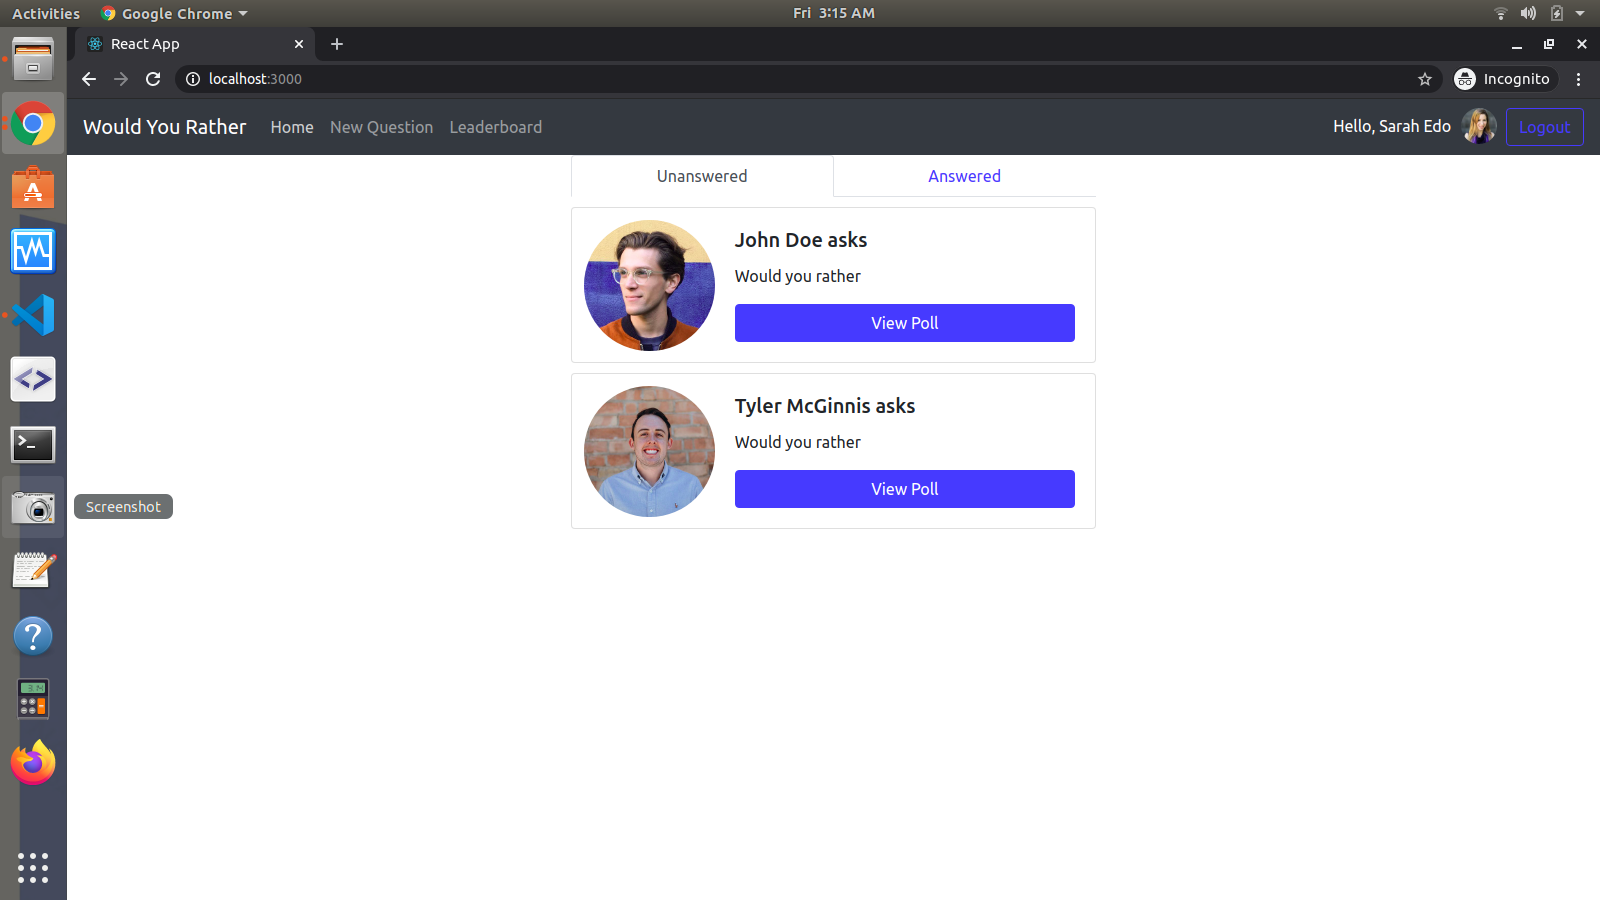 Activities Google Chrome Fri 3:15 AM
React App
localhost:3000 Incognito
Would You Rather Home New Question Leaderboard Hello, Sarah Edo Logout
Unanswered Answered
John Doe asks
Would you rather
View Poll
Tyler McGinnis asks
Would you rather
View Poll
Screenshot